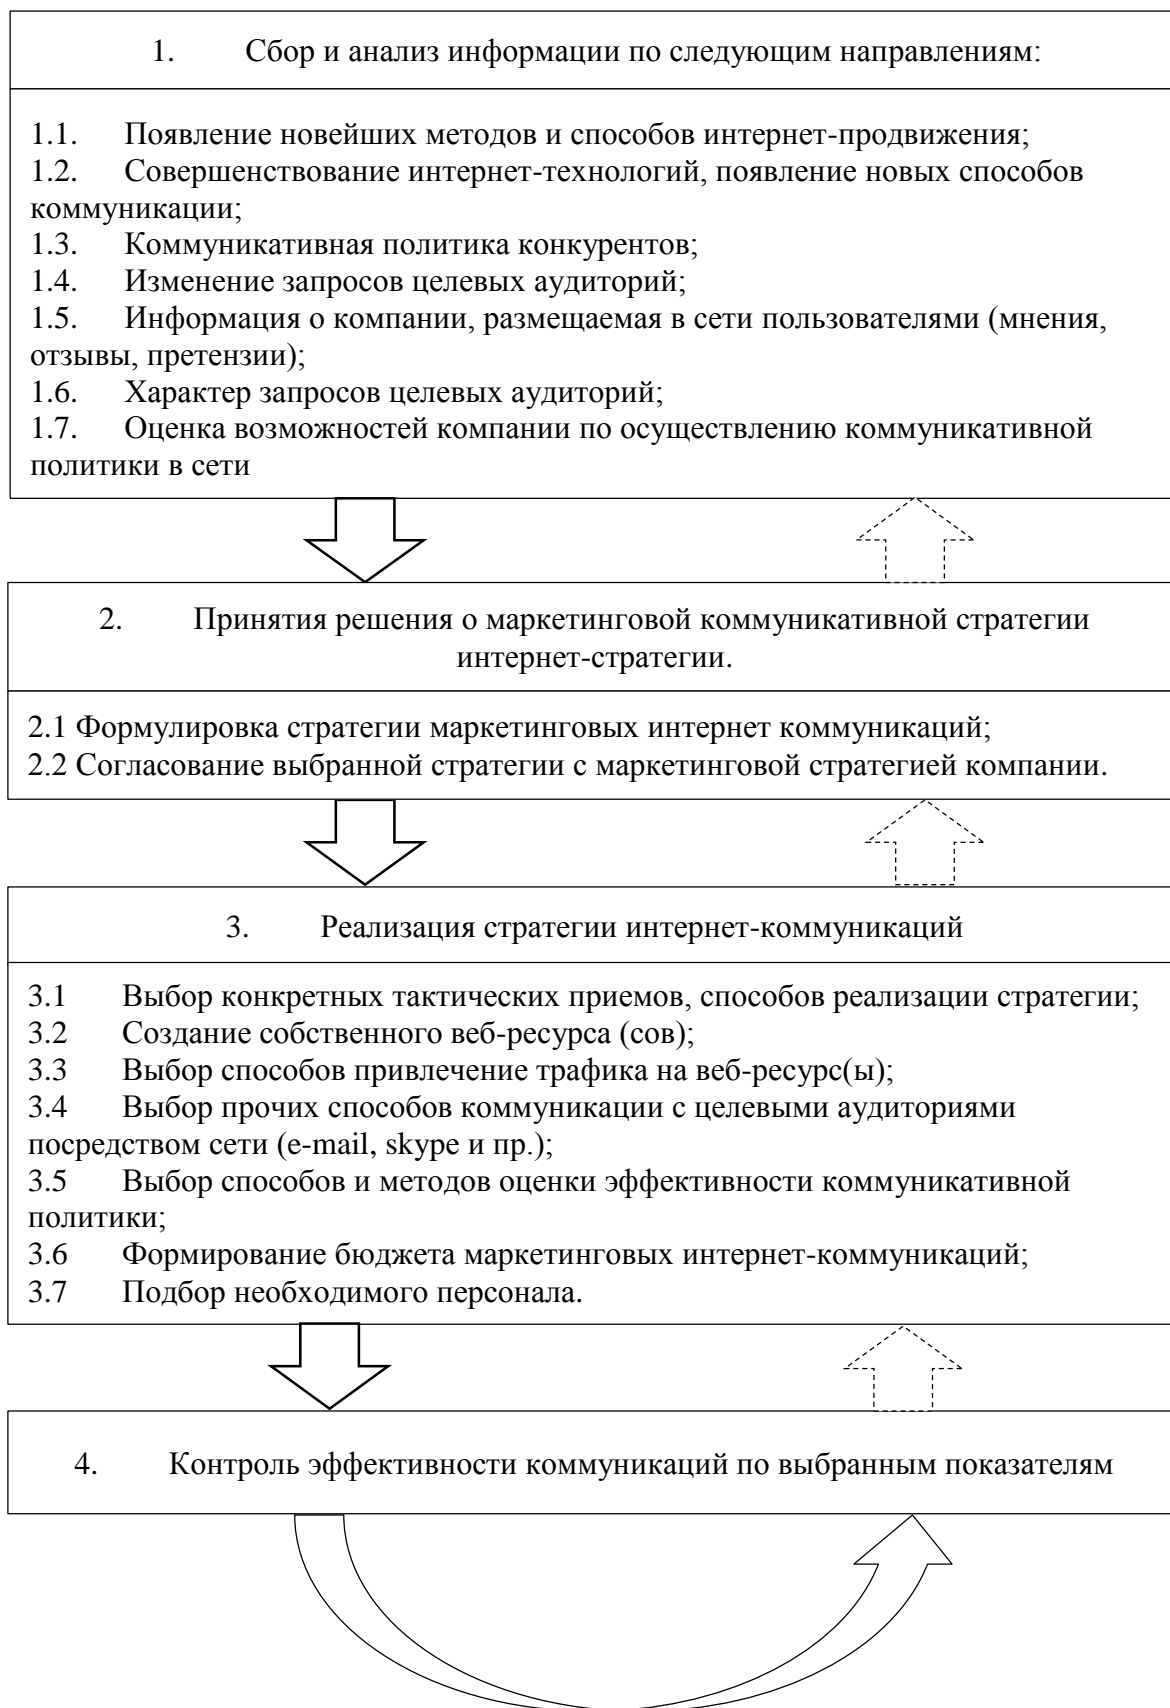 1. Сбор и анализ информации по следующим направлениям:
1.1. Появление новейших методов и способов интернет-продвижения;
1.2. Совершенствование интернет-технологий, появление новых способов
коммуникации;
1.3. Коммуникативная политика конкурентов;
1.4. Изменение запросов целевых аудиторий;
1.5. Информация о компании, размещаемая в сети пользователями (мнения,
отзывы, претензии);
1.6. Характер запросов целевых аудиторий;
1.7. Оценка возможностей компании по осуществлению коммуникативной
политики в сети
2. Принятия решения о маркетинговой коммуникативной стратегии
интернет-стратегии.
2.1 Формулировка стратегии маркетинговых интернет коммуникаций;
2.2 Согласование выбранной стратегии с маркетинговой стратегией компании.
3. Реализация стратегии интернет-коммуникаций
3.1 Выбор конкретных тактических приемов, способов реализации стратегии;
3.2 Создание собственного веб-ресурса (сов);
3.3 Выбор способов привлечение трафика на веб-ресурс(ы);
3.4 Выбор прочих способов коммуникации с целевыми аудиториями
посредством сети (e-mail, skype и пр.);
3.5 Выбор способов и методов оценки эффективности коммуникативной
политики;
3.6 Формирование бюджета маркетинговых интернет-коммуникаций;
3.7 Подбор необходимого персонала.
4. Контроль эффективности коммуникаций по выбранным показателям